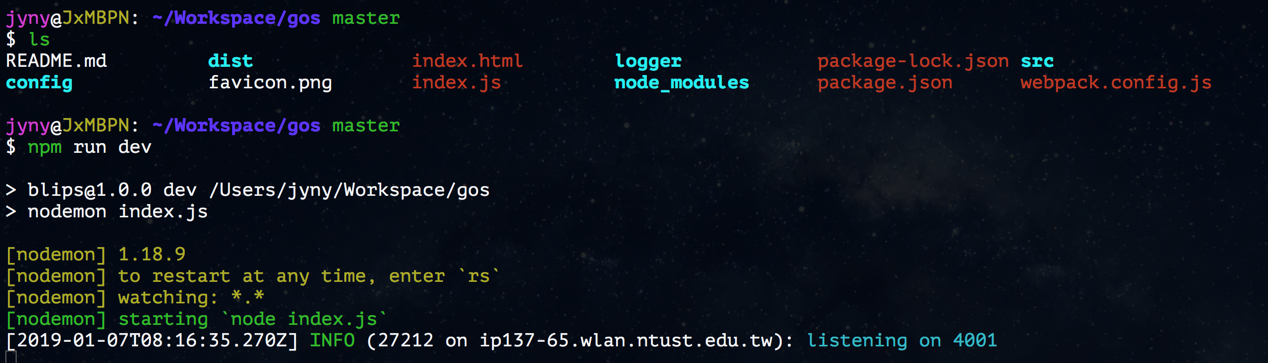 jyny@JxMBPN: ~/Workspace/gos master
$ ls
README.md dist index.html logger package-lock.json src
config favicon.png index.js node_modules package.json webpack.config.js
jyny@JxMBPN: ~/Workspace/gos master
$ npm run dev
> blips@1.0.0 dev /Users/jyny/Workspace/gos
> nodemon index.js
[nodemon] 1.18.9
[nodemon] to restart at any time, enter `rs`
[nodemon] watching: *.*
[nodemon] starting `node index.js`
[2019-01-07T08:16:35.270Z] INFO (27212 on ip137-65.wlan.ntust.edu.tw): listening on 4001